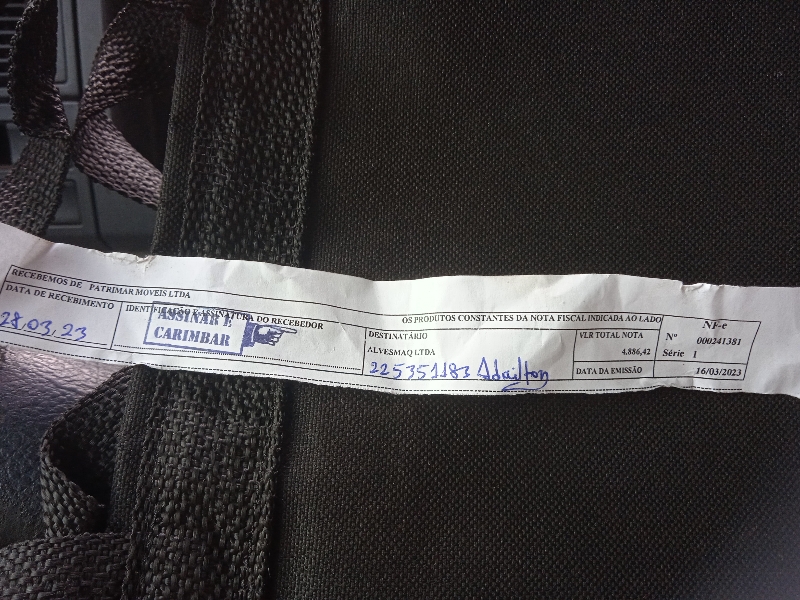 RECEBEMOS DE PATRIMAR MOVEIS LTDA
OS PRODUTOS CONSTANTES DA NOTA FISCAL INDICADA AO LADO
DATA DE RECEBIMENTO
28.03.23
IDENTIFICAÇÃO E ASSINATURA DO RECEBEDOR
ASSINAR E
CARIMBAR
DESTINATÁRIO
ALVESMAQ LTDA
225351183 Adailton
VLR TOTAL NOTA
4.886,42
DATA DA EMISSÃO
NF-e
Nº 000241381
Série 1
16/03/2023